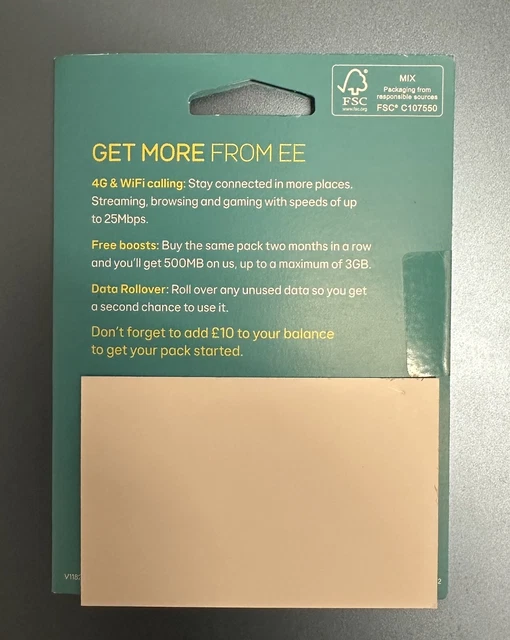 FSC
www.fsc.org
MIX
Packaging from
responsible sources
FSC® C107550
GET MORE FROM EE
4G & WiFi calling: Stay connected in more places.
Streaming, browsing and gaming with speeds of up
to 25Mbps.
Free boosts: Buy the same pack two months in a row
and you'll get 500MB on us, up to a maximum of 3GB.
Data Rollover: Roll over any unused data so you get
a second chance to use it.
Don't forget to add £10 to your balance
to get your pack started.